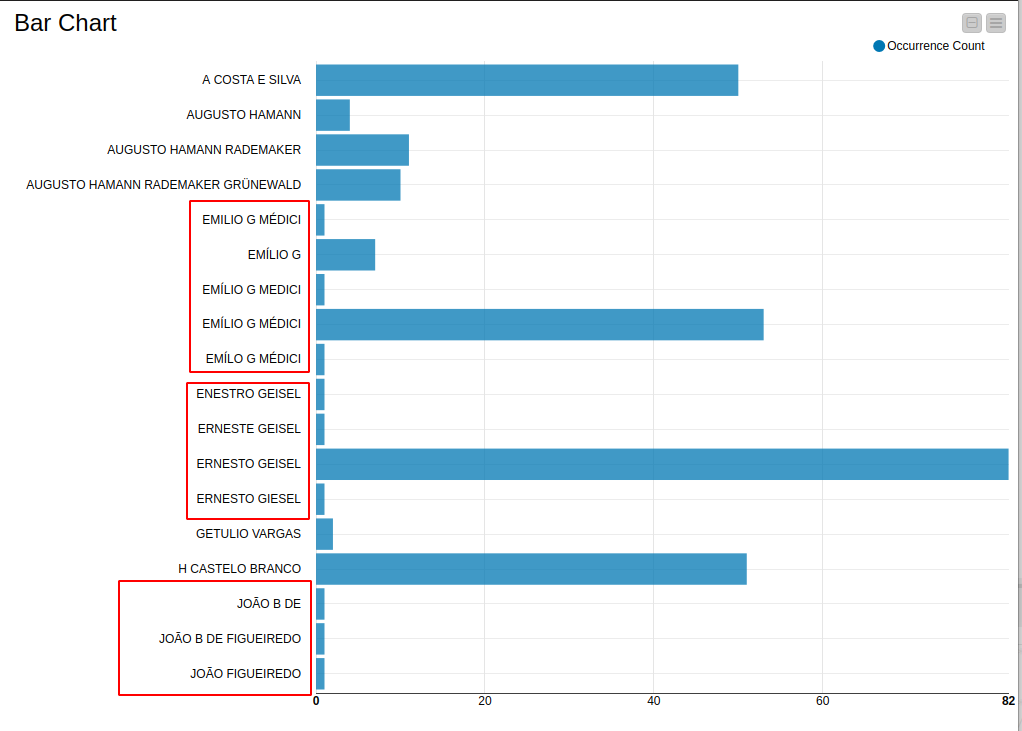 Bar Chart
Occurrence Count
A COSTA E SILVA
AUGUSTO HAMANN
AUGUSTO HAMANN RADEMAKER
AUGUSTO HAMANN RADEMAKER GRÜNEWALD
EMILIO G MÉDICI
EMÍLIO G
EMÍLIO G MEDICI
EMÍLIO G MÉDICI
EMÍLO G MÉDICI
ENESTRO GEISEL
ERNESTE GEISEL
ERNESTO GEISEL
ERNESTO GIESEL
GETULIO VARGAS
H CASTELO BRANCO
JOÃO B DE
JOÃO B DE FIGUEIREDO
JOÃO FIGUEIREDO
0 20 40 60 82